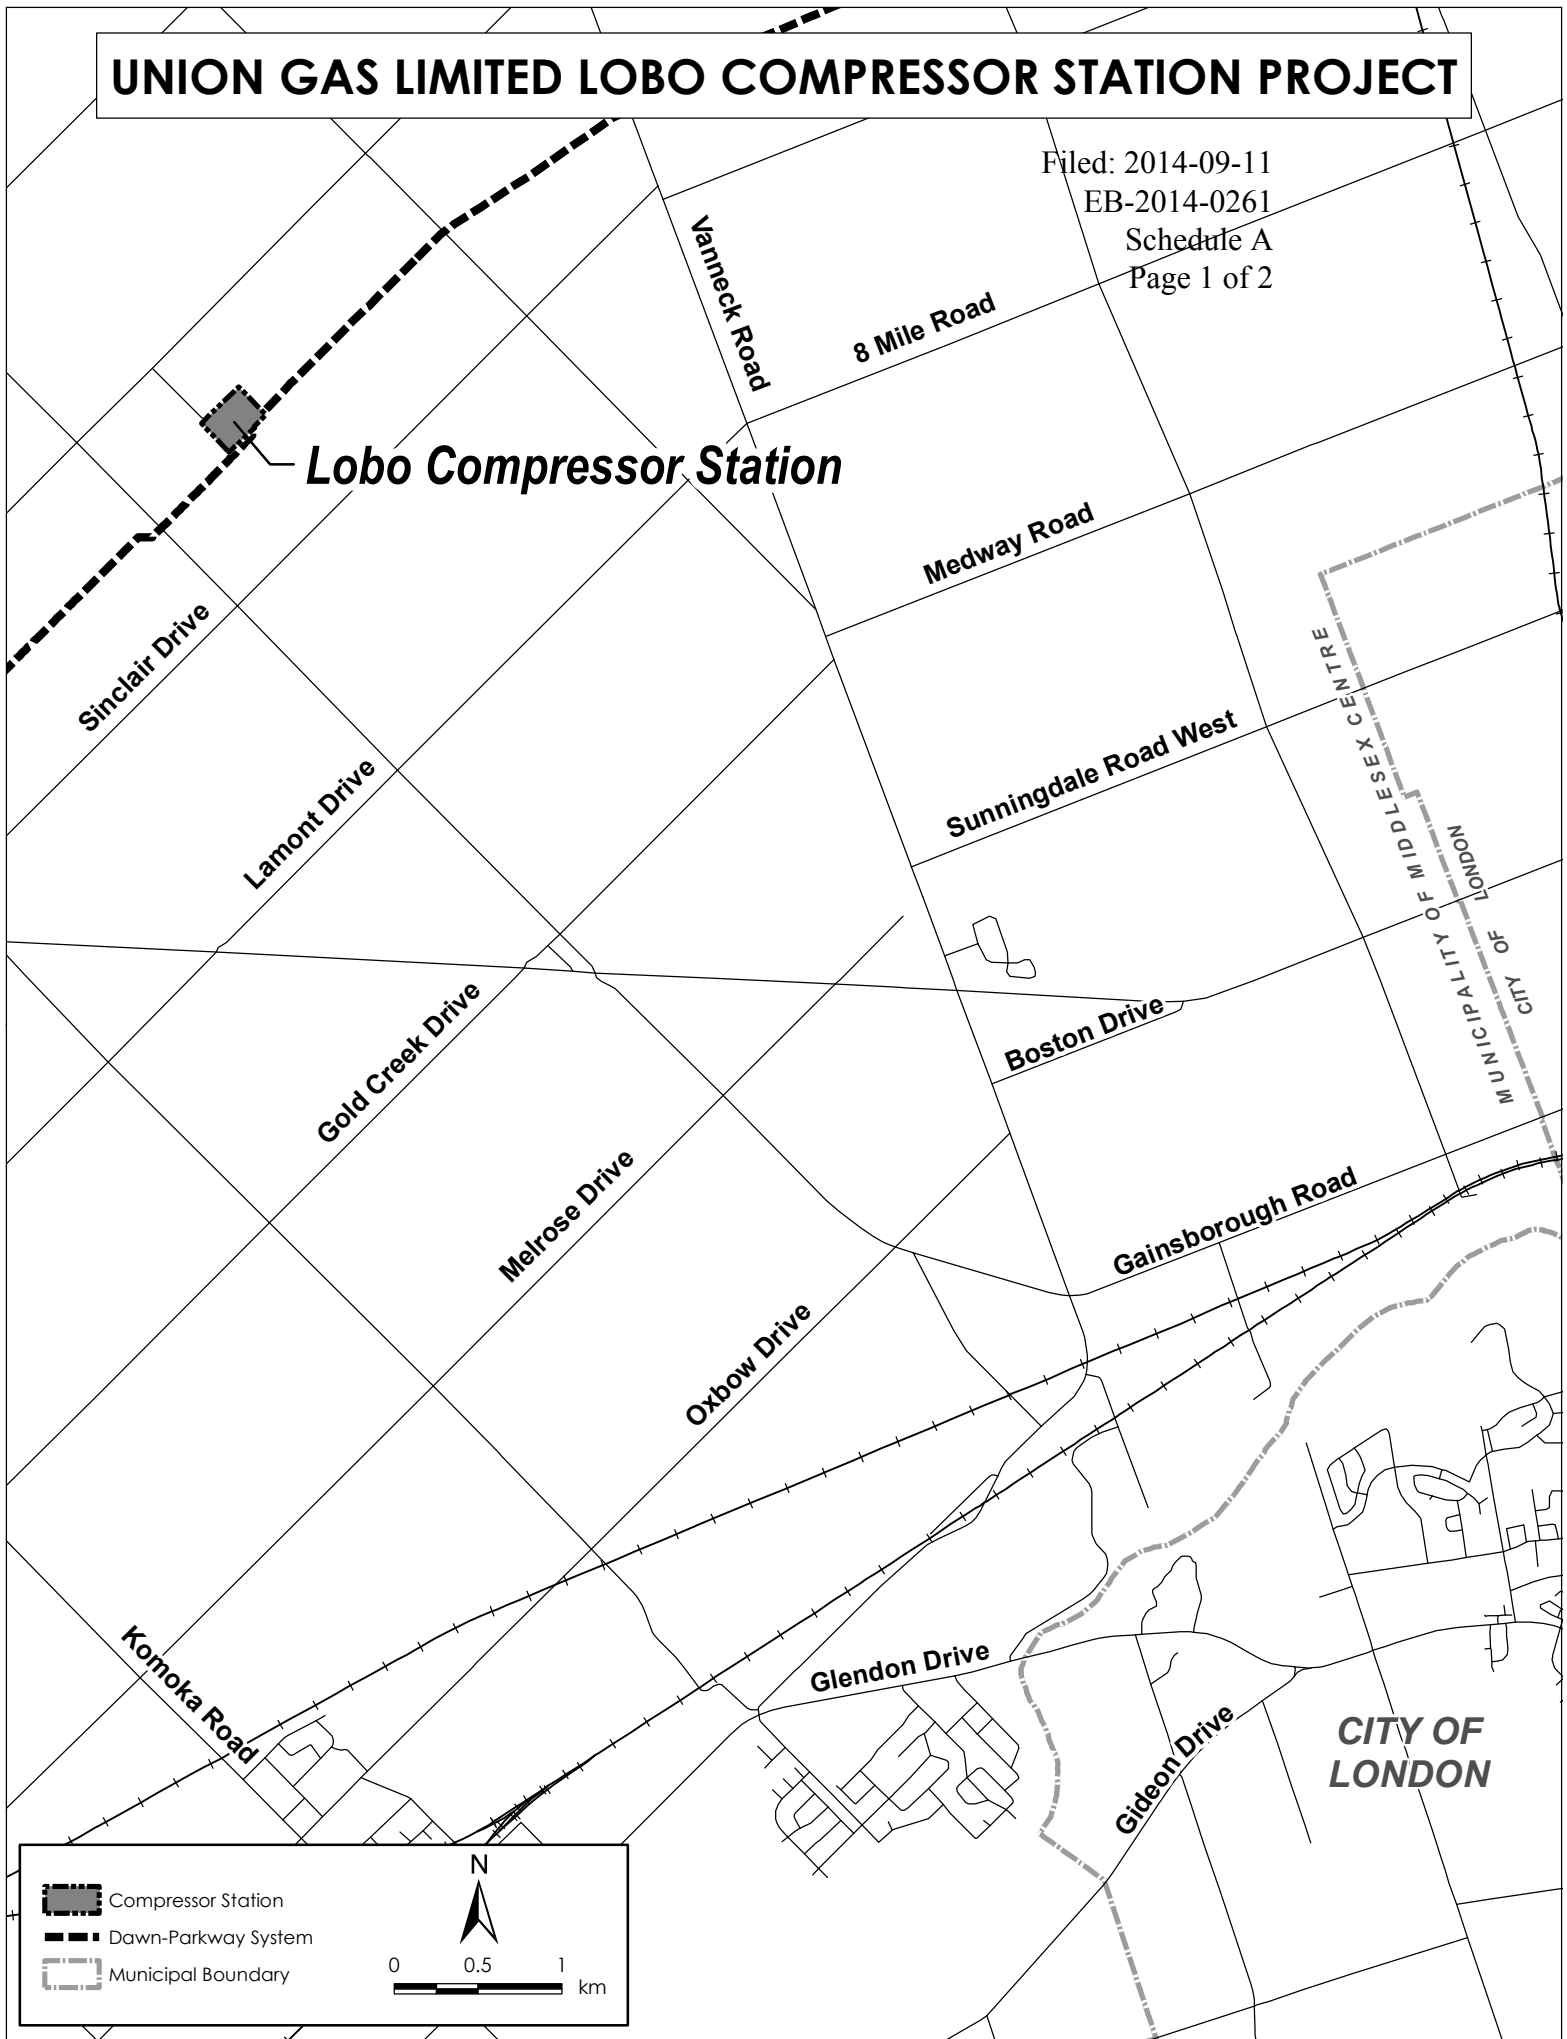 UNION GAS LIMITED LOBO COMPRESSOR STATION PROJECT
Filed: 2014-09-11
EB-2014-0261
Schedule A
Page 1 of 2
Vanneck Road
8 Mile Road
Lobo Compressor Station
Medway Road
Sinclair Drive
MUNICIPALITY OF MIDDLESEX CENTRE
Sunningdale Road West
Lamont Drive
CITY OF LONDON
Gold Creek Drive
Boston Drive
Melrose Drive
Gainsborough Road
Oxbow Drive
Komoka Road
Glendon Drive
Gideon Drive
CITY OF
LONDON
Compressor Station
Dawn-Parkway System
Municipal Boundary
N
0 0.5 1
km